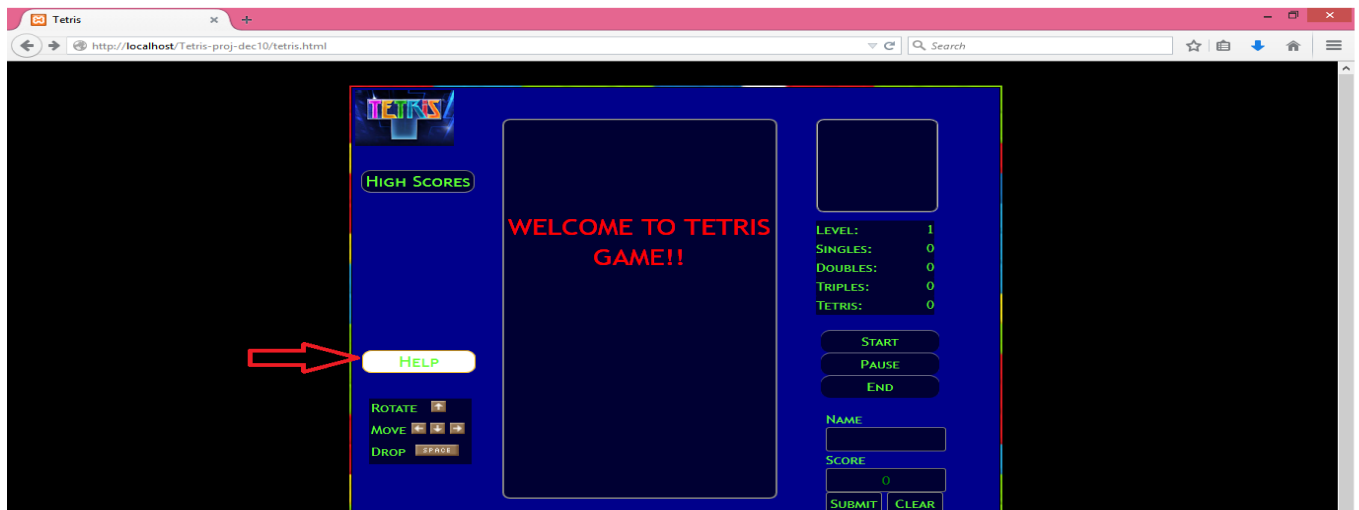 Tetris
http://localhost/Tetris-proj-dec10/tetris.html
Search
TETRIS
High Scores
WELCOME TO TETRIS
GAME!!
Level: 1
Singles: 0
Doubles: 0
Triples: 0
Tetris: 0
Start
Pause
End
Help
Rotate
Move
Drop SPACE
Name
Score
0
Submit Clear